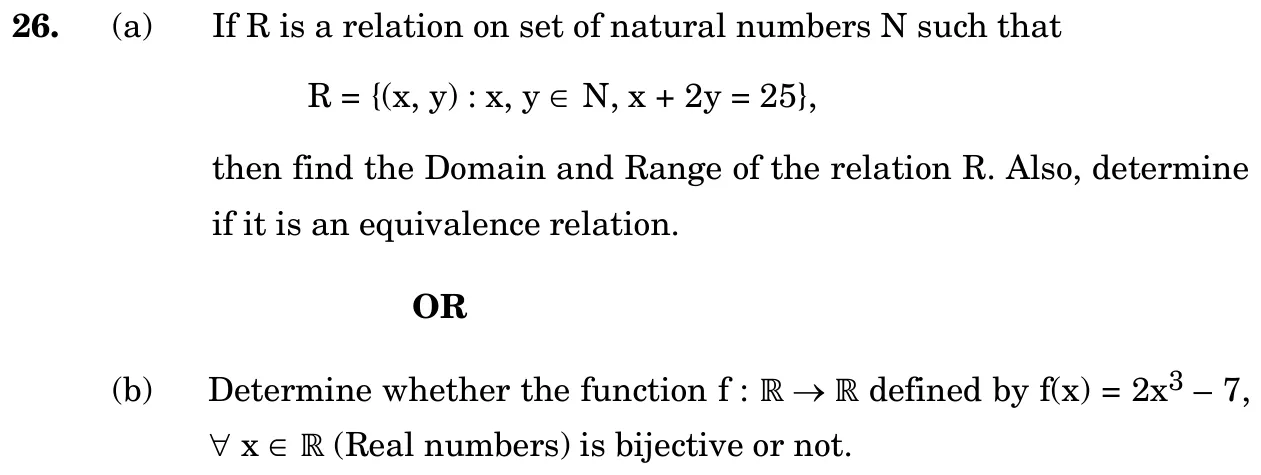 26. (a) If R is a relation on set of natural numbers N such that
R = {(x, y) : x, y ∈ N, x + 2y = 25},
then find the Domain and Range of the relation R. Also, determine
if it is an equivalence relation.
OR
(b) Determine whether the function f : ℝ → ℝ defined by f(x) = 2x³ – 7,
∀ x ∈ ℝ (Real numbers) is bijective or not.